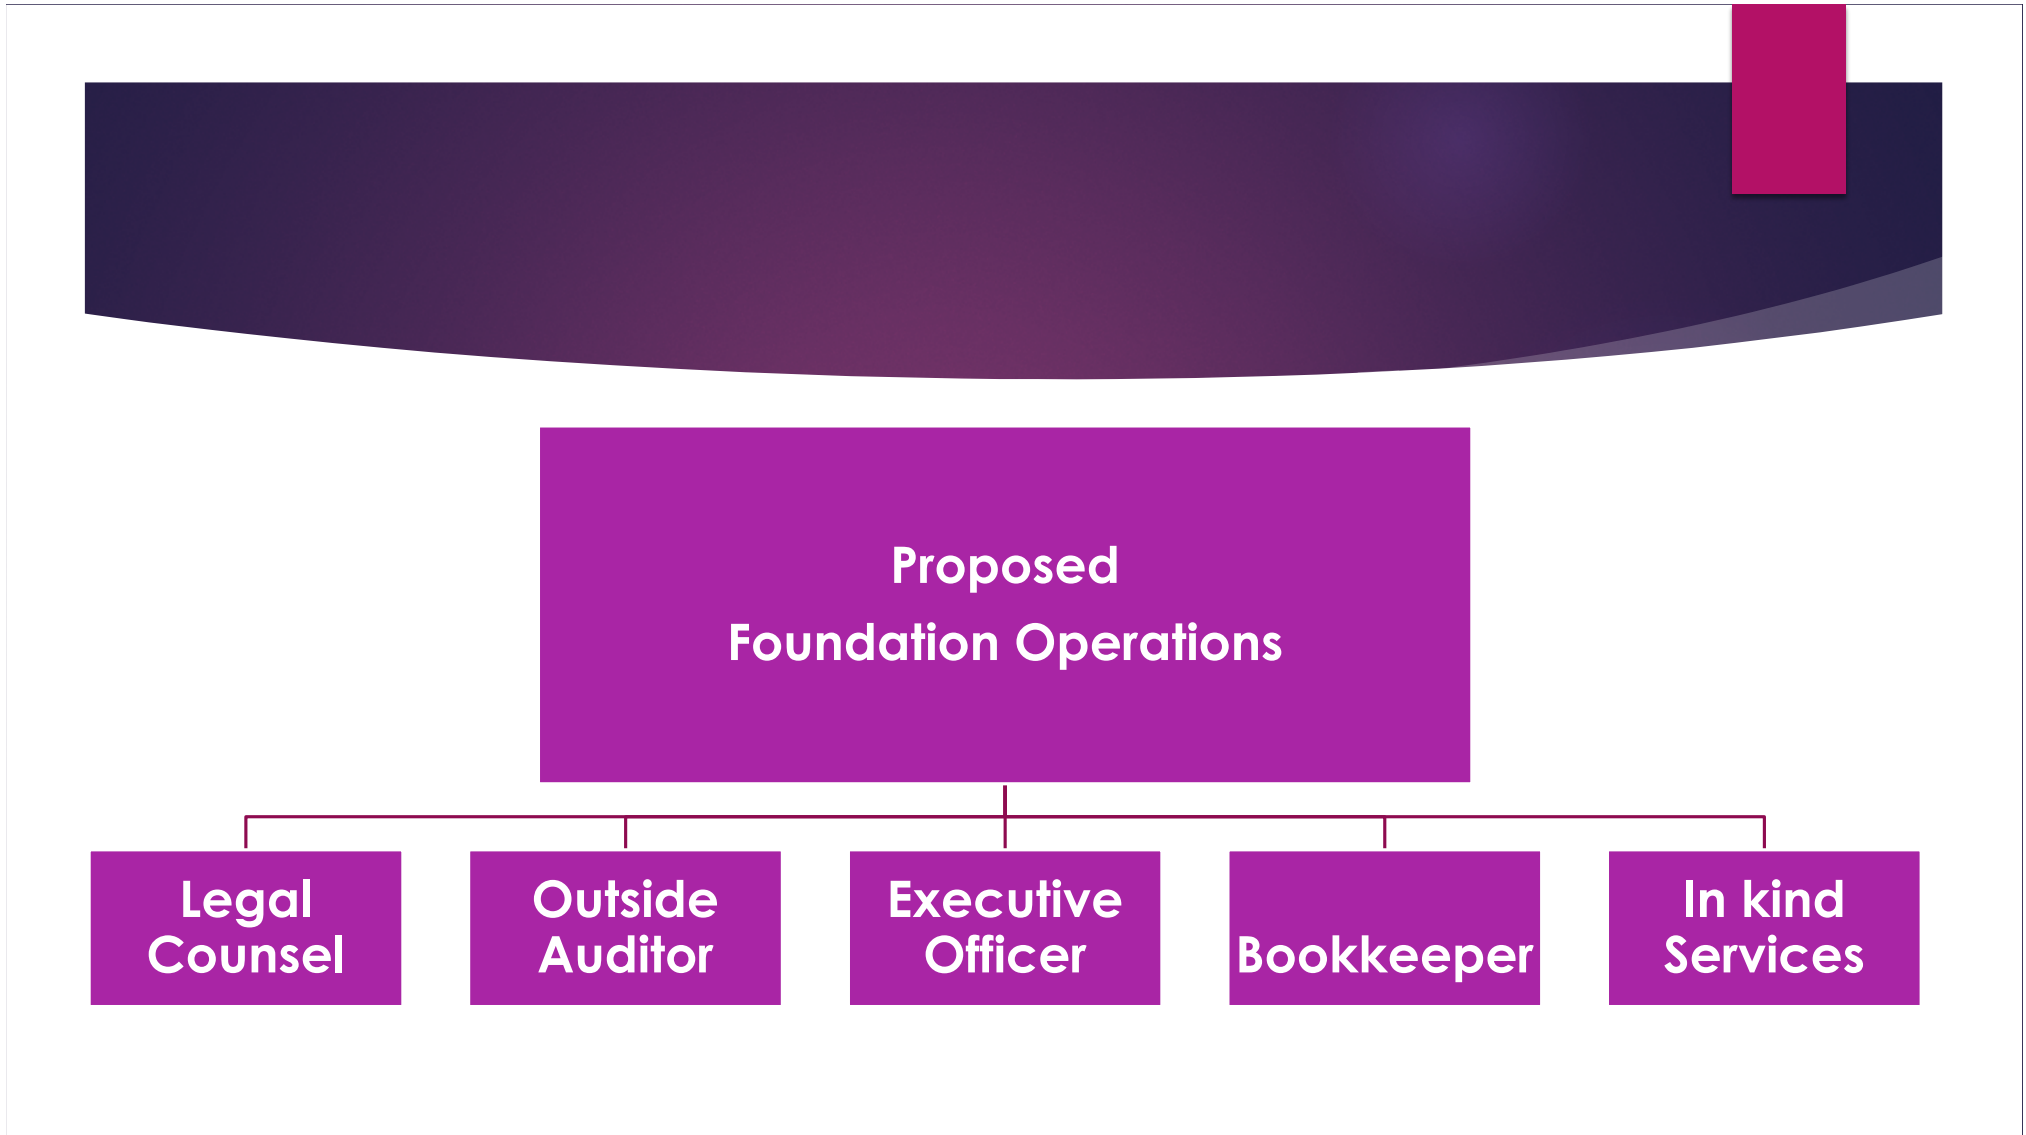 Proposed
Foundation Operations
Legal
Counsel
Outside
Auditor
Executive
Officer
Bookkeeper
In kind
Services